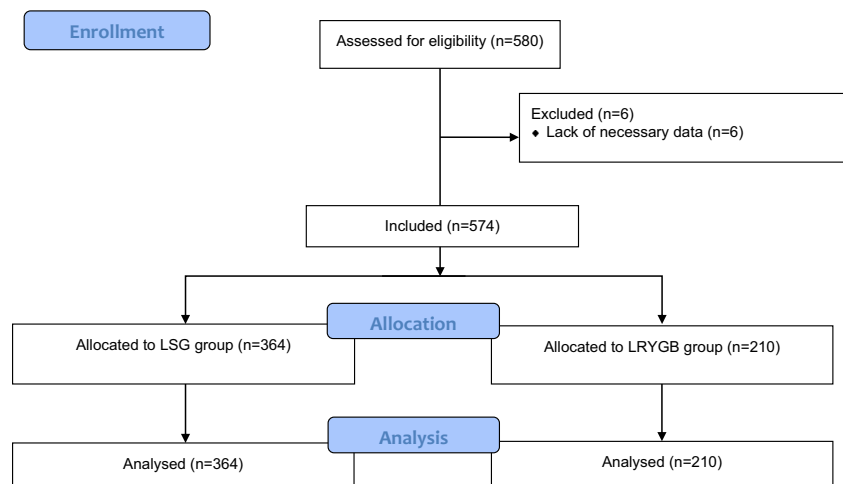 Enrollment
Assessed for eligibility (n=580)
Excluded (n=6)
◆ Lack of necessary data (n=6)
Included (n=574)
Allocation
Allocated to LSG group (n=364)
Allocated to LRYGB group (n=210)
Analysis
Analysed (n=364)
Analysed (n=210)